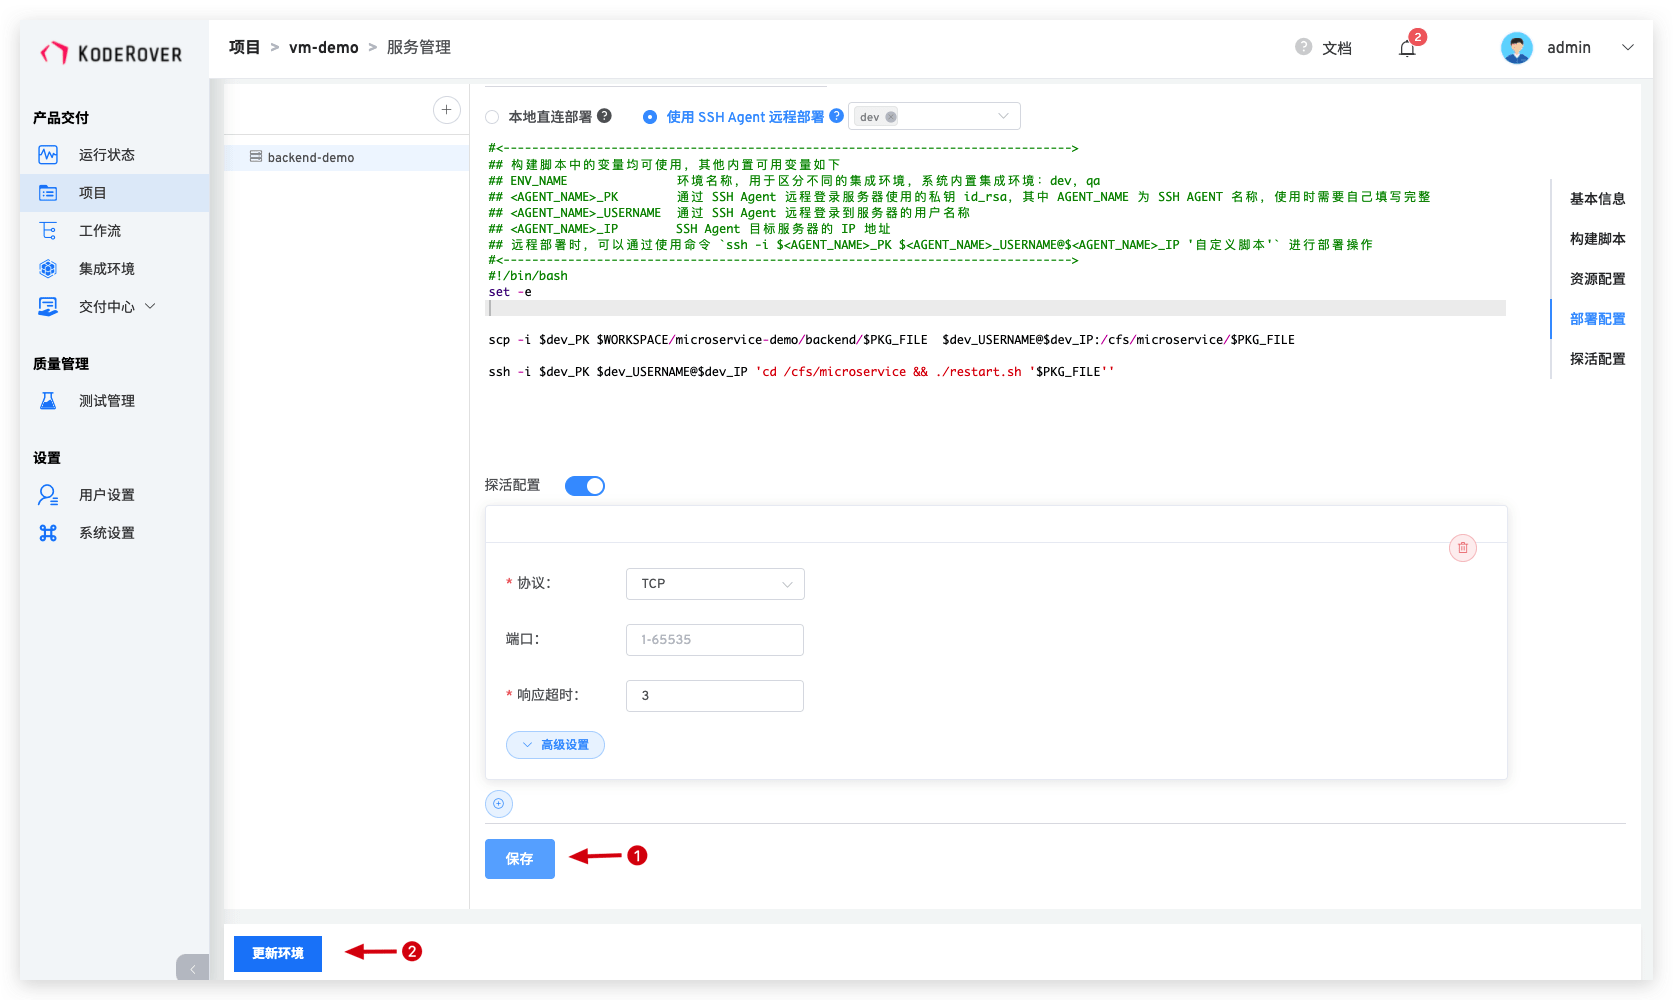 KODEROVER
项目 > vm-demo > 服务管理
? 文档
2
admin
产品交付
运行状态
项目
工作流
集成环境
交付中心
质量管理
测试管理
设置
用户设置
系统设置
backend-demo
本地直连部署 ?
使用 SSH Agent 远程部署 ?
dev
#<------------------------------------------------------------------------------->
## 构建脚本中的变量均可使用，其他内置可用变量如下
## ENV_NAME 环境名称，用于区分不同的集成环境，系统内置集成环境：dev，qa
## <AGENT_NAME>_PK 通过 SSH Agent 远程登录服务器使用的私钥 id_rsa，其中 AGENT_NAME 为 SSH AGENT 名称，使用时需要自己填写完整
## <AGENT_NAME>_USERNAME 通过 SSH Agent 远程登录到服务器的用户名称
## <AGENT_NAME>_IP SSH Agent 目标服务器的 IP 地址
## 远程部署时，可以通过使用命令 `ssh -i $<AGENT_NAME>_PK $<AGENT_NAME>_USERNAME@$<AGENT_NAME>_IP '自定义脚本'` 进行部署操作
#<------------------------------------------------------------------------------->
#!/bin/bash
set -e
scp -i $dev_PK $WORKSPACE/microservice-demo/backend/$PKG_FILE $dev_USERNAME@$dev_IP:/cfs/microservice/$PKG_FILE
ssh -i $dev_PK $dev_USERNAME@$dev_IP 'cd /cfs/microservice && ./restart.sh '$PKG_FILE''
基本信息
构建脚本
资源配置
部署配置
探活配置
探活配置
* 协议：
TCP
端口：
1-65535
* 响应超时：
3
高级设置
保存
1
更新环境
2